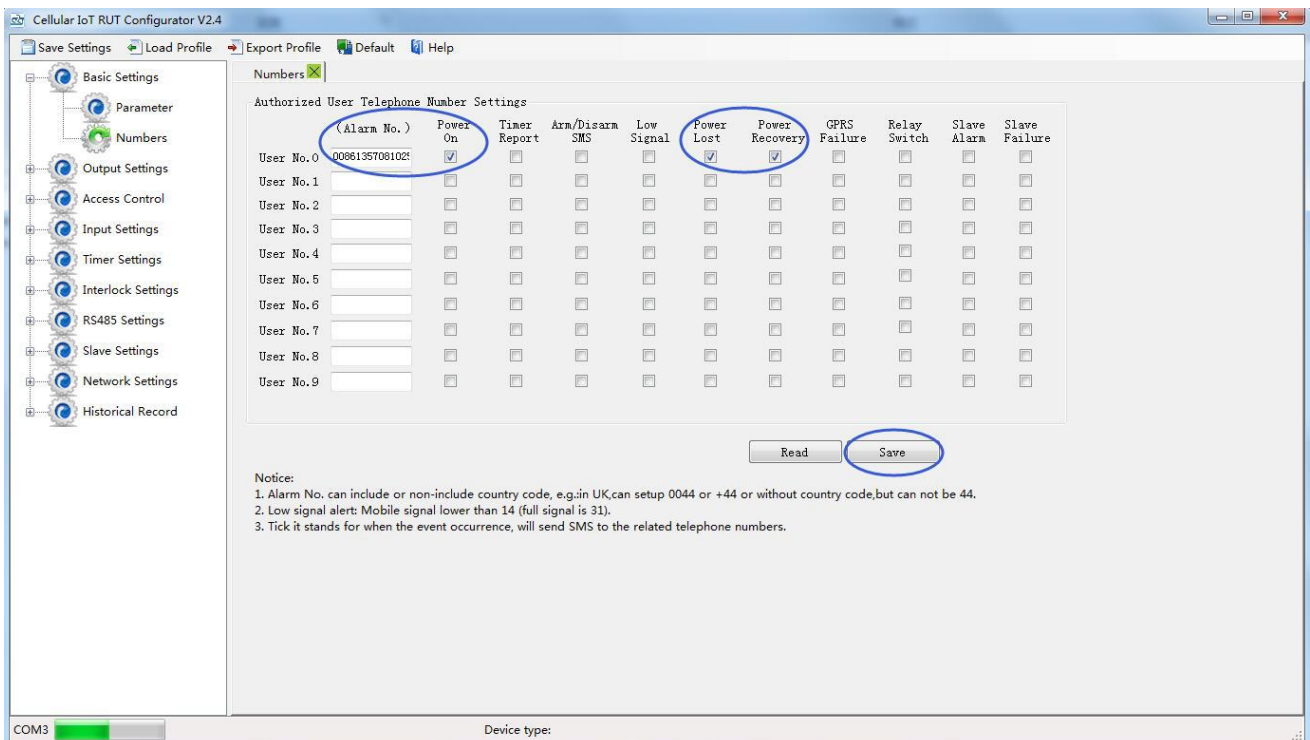 Cellular IoT RUT Configurator V2.4
Save Settings Load Profile Export Profile Default Help
Basic Settings
Parameter
Numbers
Output Settings
Access Control
Input Settings
Timer Settings
Interlock Settings
RS485 Settings
Slave Settings
Network Settings
Historical Record
Numbers
Authorized User Telephone Number Settings
(Alarm No.) Power On Timer Report Arm/Disarm SMS Low Signal Power Lost Power Recovery GPRS Failure Relay Switch Slave Alarm Slave Failure
User No.0 0086135708102
User No.1
User No.2
User No.3
User No.4
User No.5
User No.6
User No.7
User No.8
User No.9
Read Save
Notice:
1. Alarm No. can include or non-include country code, e.g.:in UK,can setup 0044 or +44 or without country code,but can not be 44.
2. Low signal alert: Mobile signal lower than 14 (full signal is 31).
3. Tick it stands for when the event occurrence, will send SMS to the related telephone numbers.
COM3 Device type: